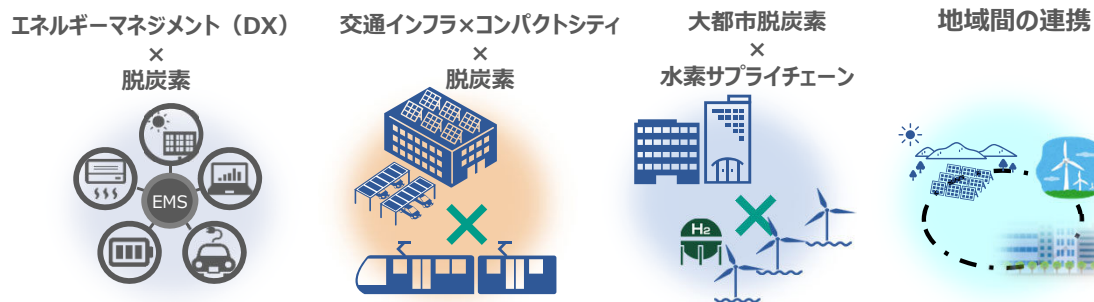 エネルギーマネジメント（DX）
×
脱炭素
EMS
交通インフラ×コンパクトシティ
×
脱炭素
大都市脱炭素
×
水素サプライチェーン
H2
地域間の連携